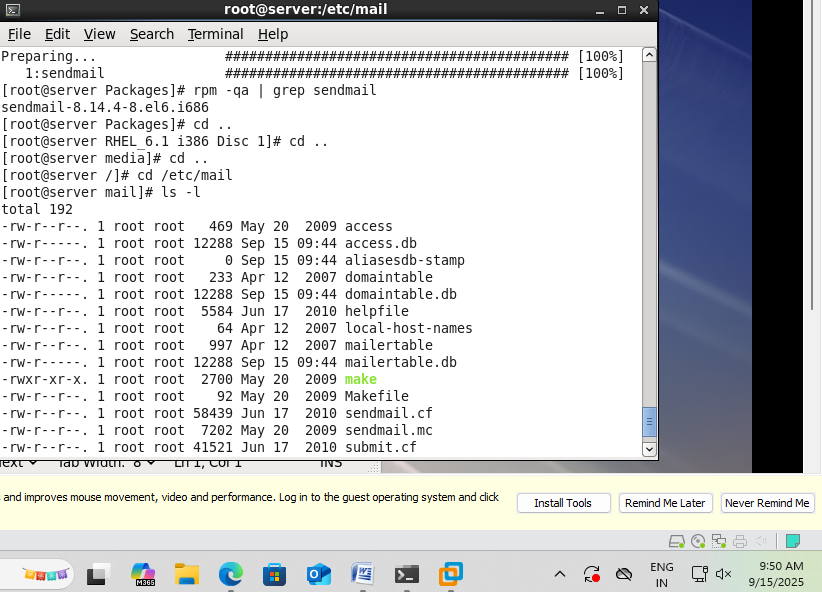 root@server:/etc/mail
File Edit View Search Terminal Help
Preparing... ########################################### [100%]
1:sendmail ########################################### [100%]
[root@server Packages]# rpm -qa | grep sendmail
sendmail-8.14.4-8.el6.i686
[root@server Packages]# cd ..
[root@server RHEL_6.1 i386 Disc 1]# cd ..
[root@server media]# cd ..
[root@server /]# cd /etc/mail
[root@server mail]# ls -l
total 192
-rw-r--r--. 1 root root 469 May 20 2009 access
-rw-r-----. 1 root root 12288 Sep 15 09:44 access.db
-rw-r--r--. 1 root root 0 Sep 15 09:44 aliasesdb-stamp
-rw-r--r--. 1 root root 233 Apr 12 2007 domaintable
-rw-r-----. 1 root root 12288 Sep 15 09:44 domaintable.db
-rw-r--r--. 1 root root 5584 Jun 17 2010 helpfile
-rw-r--r--. 1 root root 64 Apr 12 2007 local-host-names
-rw-r--r--. 1 root root 997 Apr 12 2007 mailertable
-rw-r-----. 1 root root 12288 Sep 15 09:44 mailertable.db
-rwxr-xr-x. 1 root root 2700 May 20 2009 make
-rw-r--r--. 1 root root 92 May 20 2009 Makefile
-rw-r--r--. 1 root root 58439 Jun 17 2010 sendmail.cf
-rw-r--r--. 1 root root 7202 May 20 2009 sendmail.mc
-rw-r--r--. 1 root root 41521 Jun 17 2010 submit.cf
Tab Width: 8 Ln 1, Col 1 INS
and improves mouse movement, video and performance. Log in to the guest operating system and click
Install Tools Remind Me Later Never Remind Me
M365
ENG
IN
9:50 AM
9/15/2025